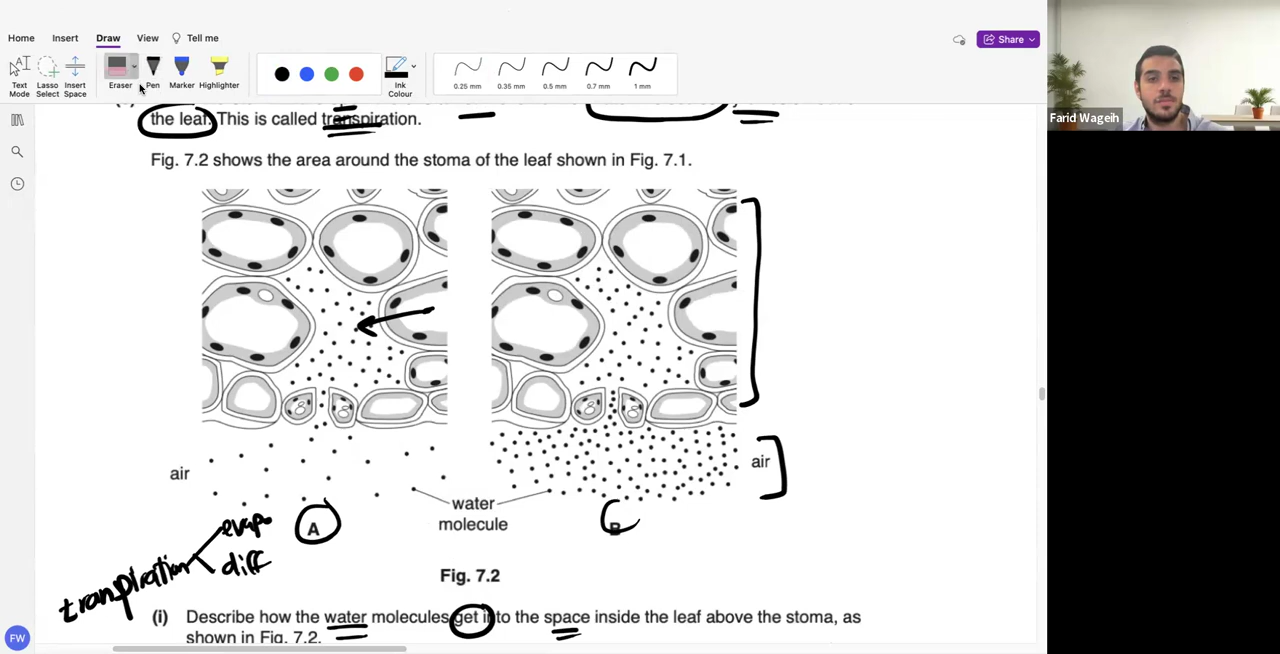 Home Insert Draw View Tell me
Share
Text Mode Lasso Select Insert Space Eraser Pen Marker Highlighter
Ink Colour
0.25 mm 0.35 mm 0.5 mm 0.7 mm 1 mm
Farid Wageih
the leaf. This is called transpiration.
Fig. 7.2 shows the area around the stoma of the leaf shown in Fig. 7.1.
air
air
water molecule
evapo
A
B
transpiration
diff
Fig. 7.2
(i) Describe how the water molecules get into the space inside the leaf above the stoma, as
shown in Fig. 7.2.
FW